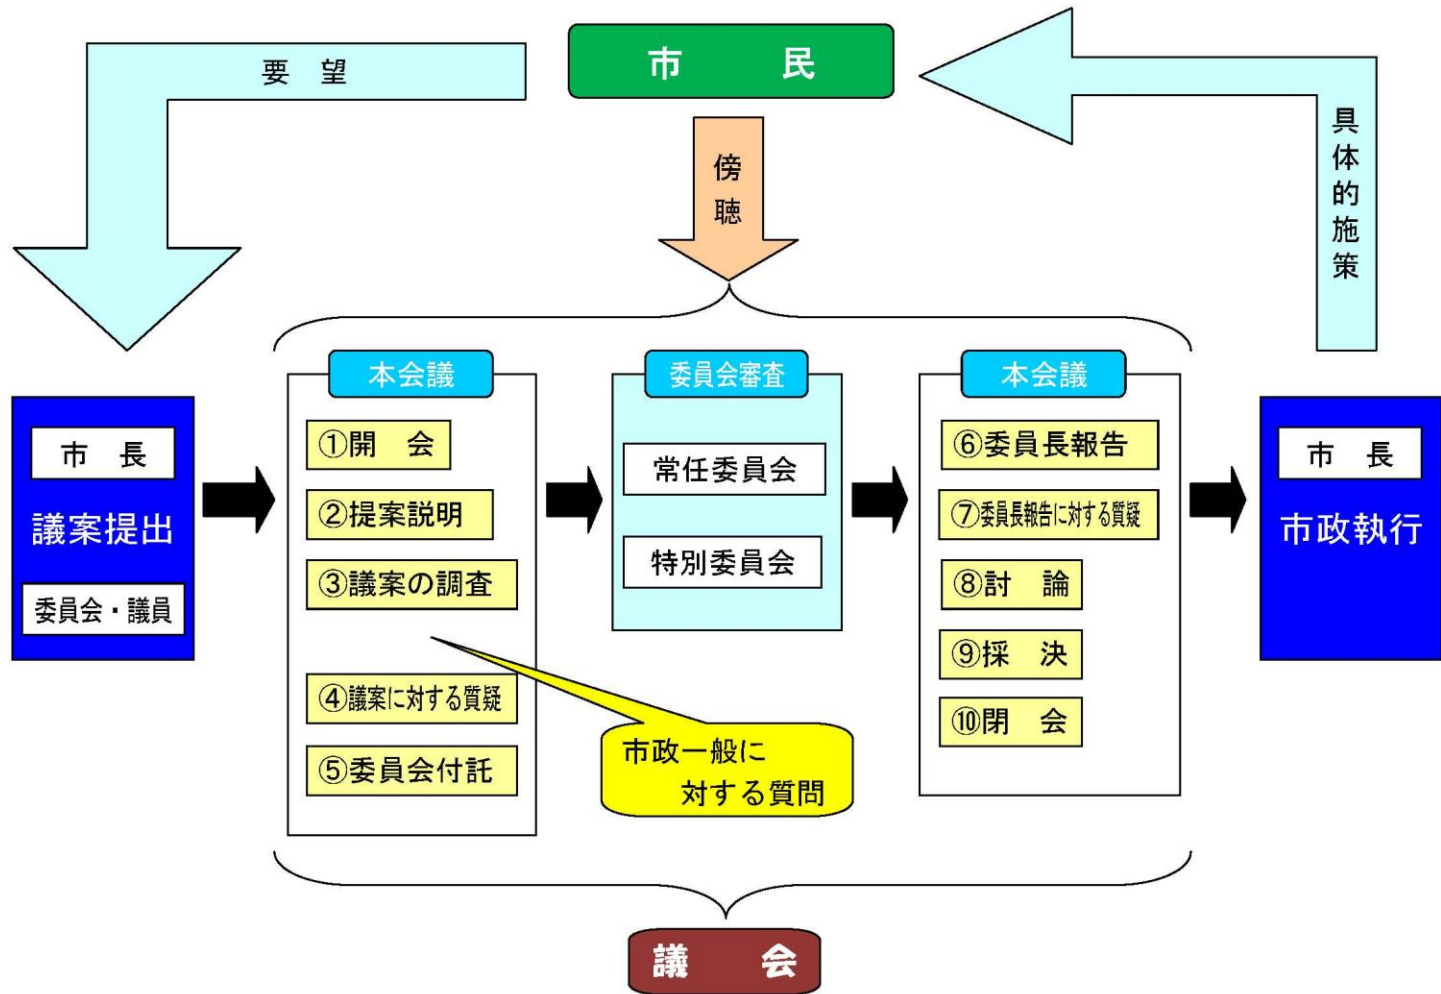 市　民
要　望
傍聴
具体的施策
市　長
議案提出
委員会・議員
本会議
①開　会
②提案説明
③議案の調査
④議案に対する質疑
⑤委員会付託
市政一般に
対する質問
委員会審査
常任委員会
特別委員会
本会議
⑥委員長報告
⑦委員長報告に対する質疑
⑧討　論
⑨採　決
⑩閉　会
市　長
市政執行
議　会